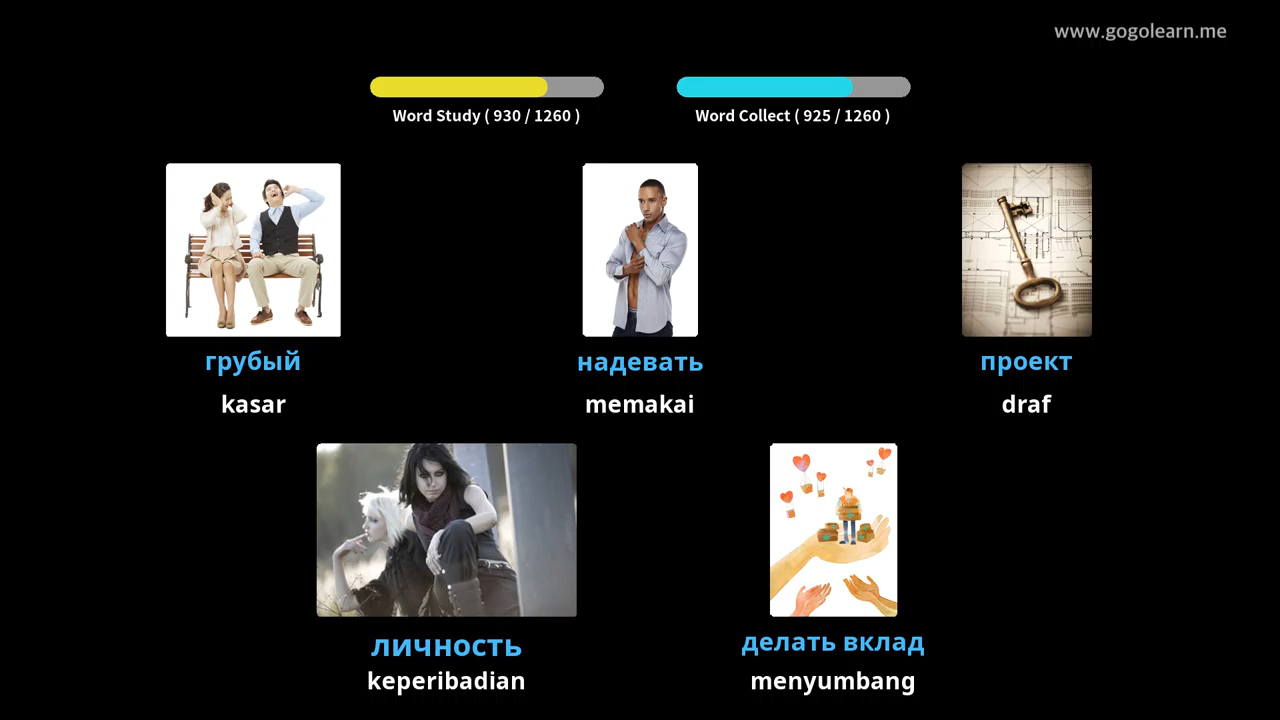 www.gogolearn.me
Word Study ( 930 / 1260 )
Word Collect ( 925 / 1260 )
грубый
kasar
надевать
memakai
проект
draf
личность
keperibadian
делать вклад
menyumbang